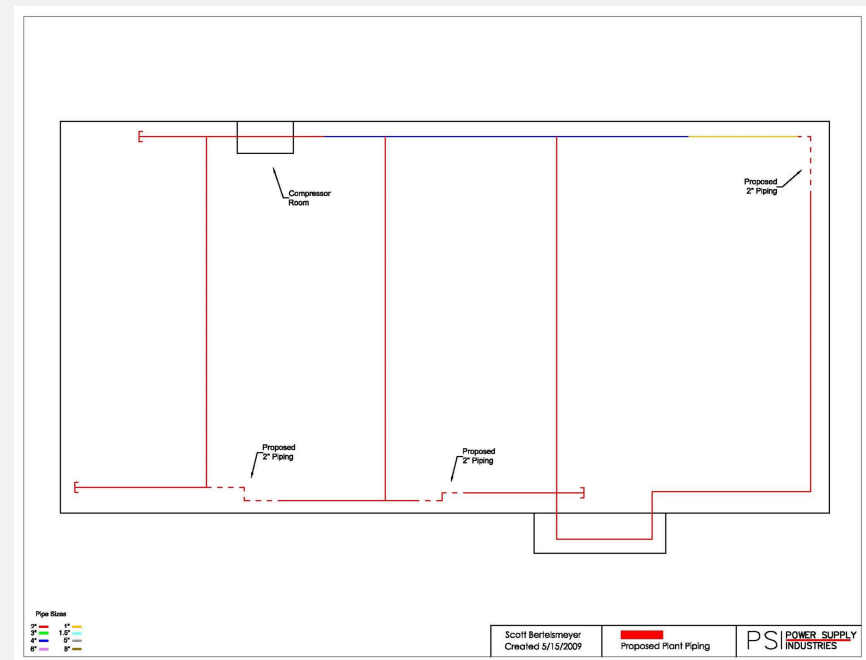 Compressor
Room
Proposed
2" Piping
Proposed
2" Piping
Proposed
2" Piping
Pipe Sizes
2" 1"
3" 1.5"
4" 5"
6" 8"
Scott Bertelsmeyer
Created 5/15/2009
Proposed Plant Piping
PSI POWER SUPPLY
INDUSTRIES